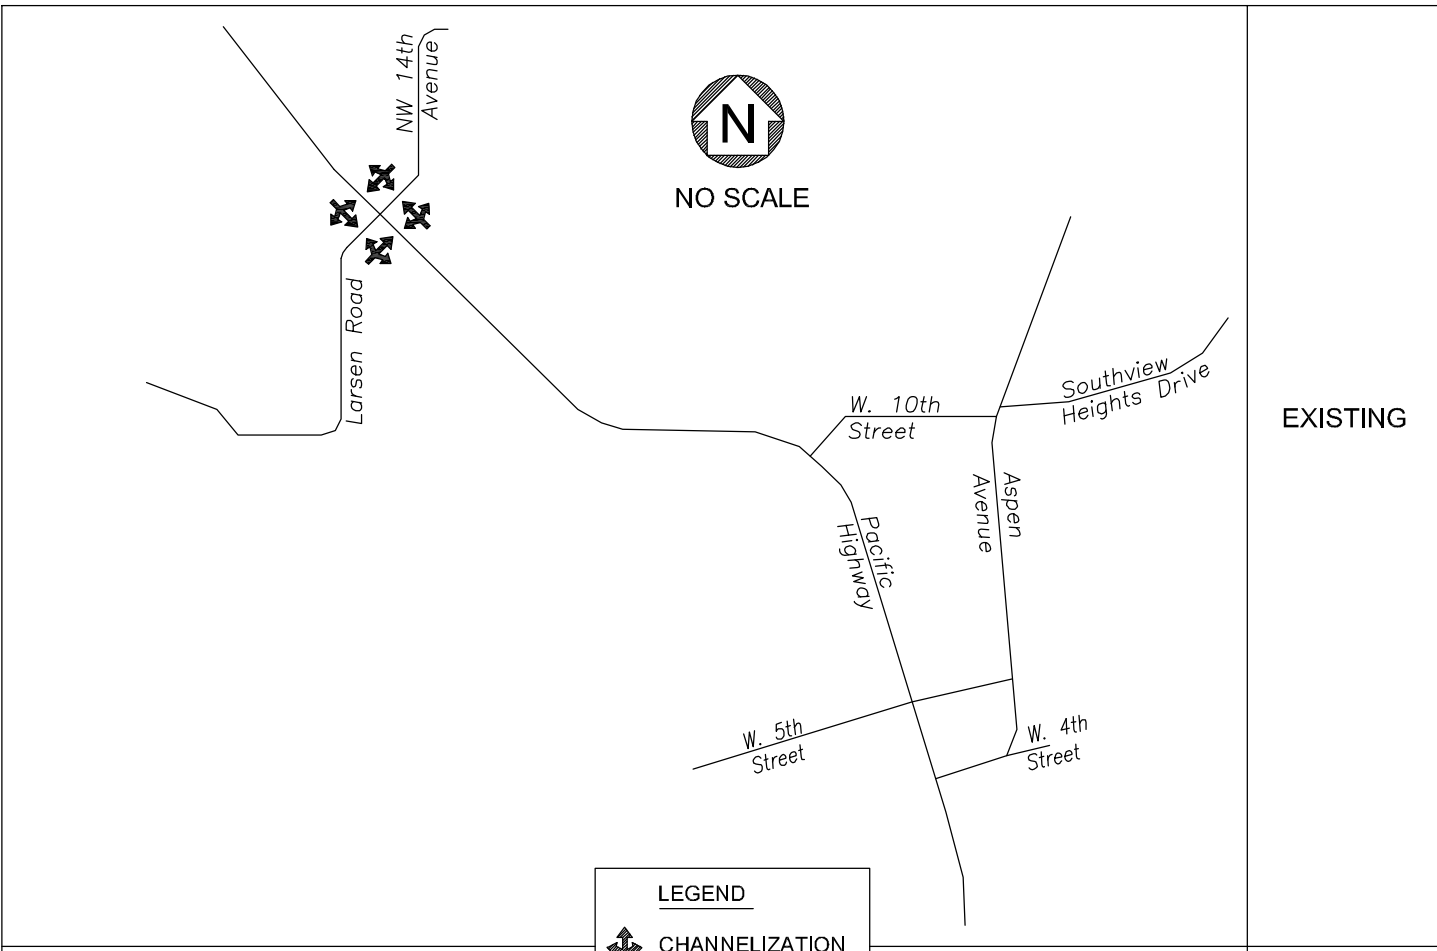 NW 14th
Avenue
N
NO SCALE
Larsen Road
W. 10th
Street
Southview
Heights Drive
EXISTING
Aspen
Avenue
Pacific
Highway
W. 5th
Street
W. 4th
Street
LEGEND
CHANNELIZATION